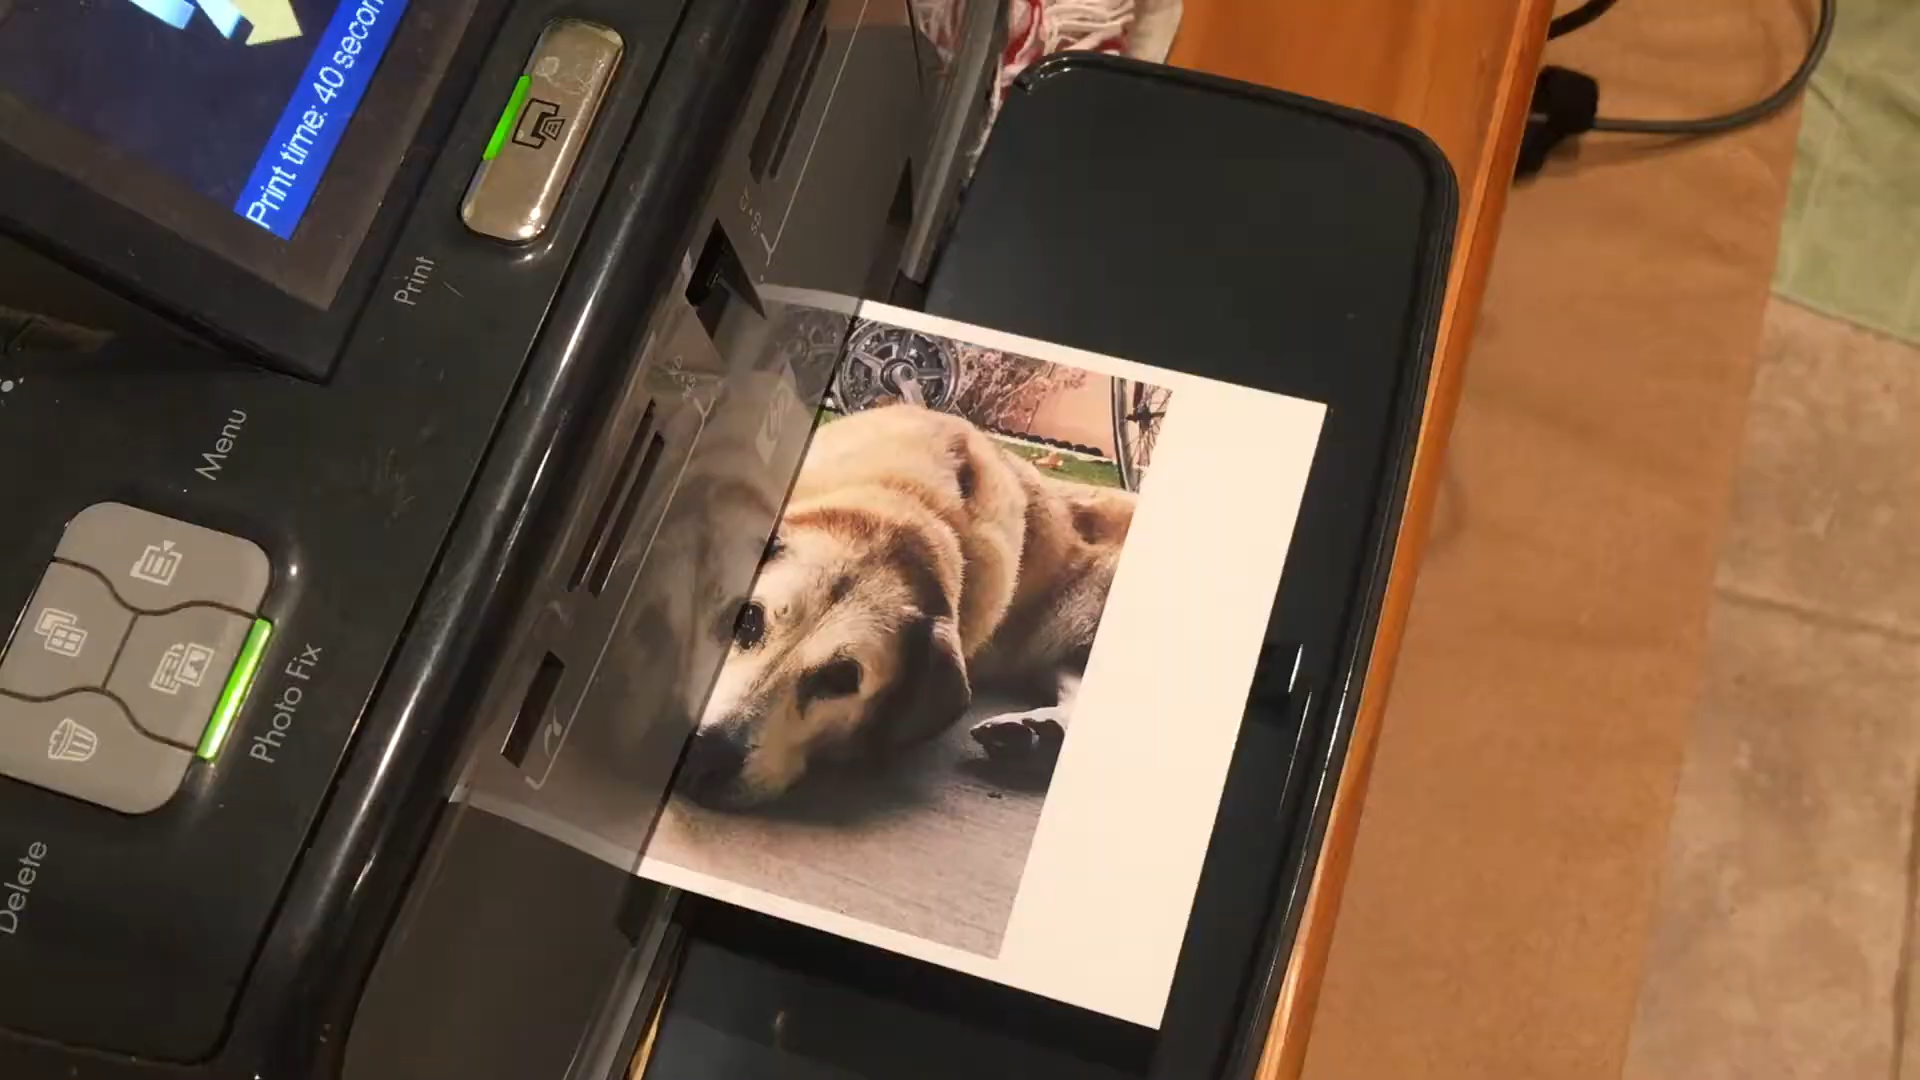 Print time: 40 secon
Print
Menu
Photo Fix
Delete